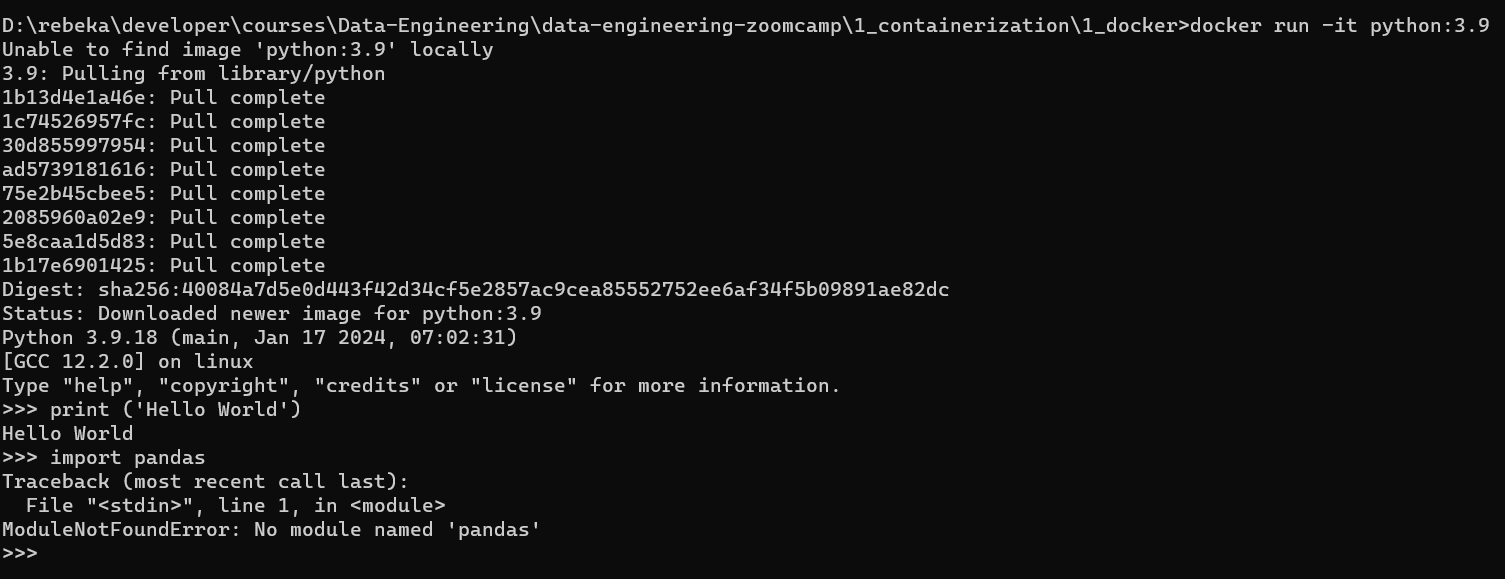 D:\rebeka\developer\courses\Data-Engineering\data-engineering-zoomcamp\1_containerization\1_docker>docker run -it python:3.9
Unable to find image 'python:3.9' locally
3.9: Pulling from library/python
1b13d4e1a46e: Pull complete
1c74526957fc: Pull complete
30d855997954: Pull complete
ad5739181616: Pull complete
75e2b45cbee5: Pull complete
2085960a02e9: Pull complete
5e8caa1d5d83: Pull complete
1b17e6901425: Pull complete
Digest: sha256:40084a7d5e0d443f42d34cf5e2857ac9cea85552752ee6af34f5b09891ae82dc
Status: Downloaded newer image for python:3.9
Python 3.9.18 (main, Jan 17 2024, 07:02:31)
[GCC 12.2.0] on linux
Type "help", "copyright", "credits" or "license" for more information.
>>> print ('Hello World')
Hello World
>>> import pandas
Traceback (most recent call last):
  File "<stdin>", line 1, in <module>
ModuleNotFoundError: No module named 'pandas'
>>>